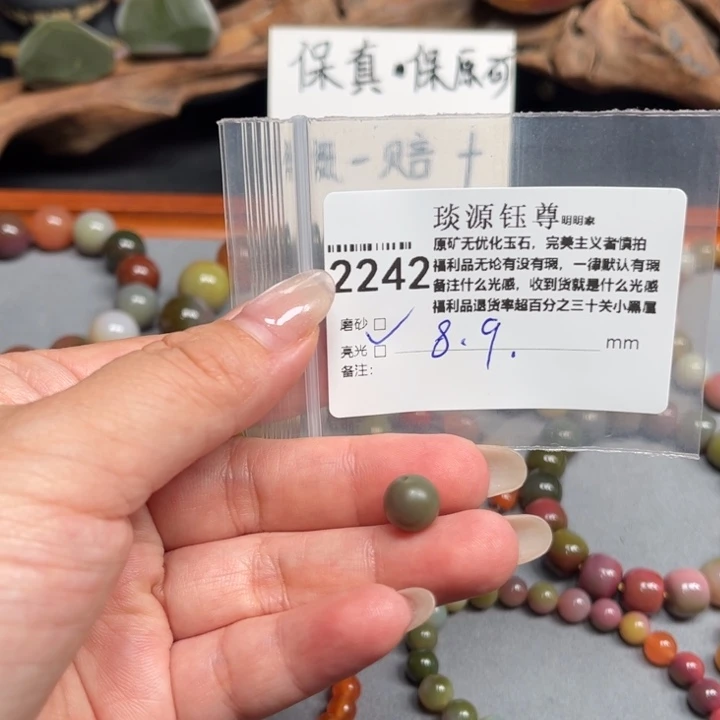 保真·保原矿
一赔十
琰源钰尊明明家
原矿无优化玉石，完美主义者慎拍
2242
福利品无论有没有瑕，一律默认有瑕
备注什么光感，收到货就是什么光感
福利品退货率超百分之三十关小黑屋
磨砂□
亮光□ 8.9. mm
备注：